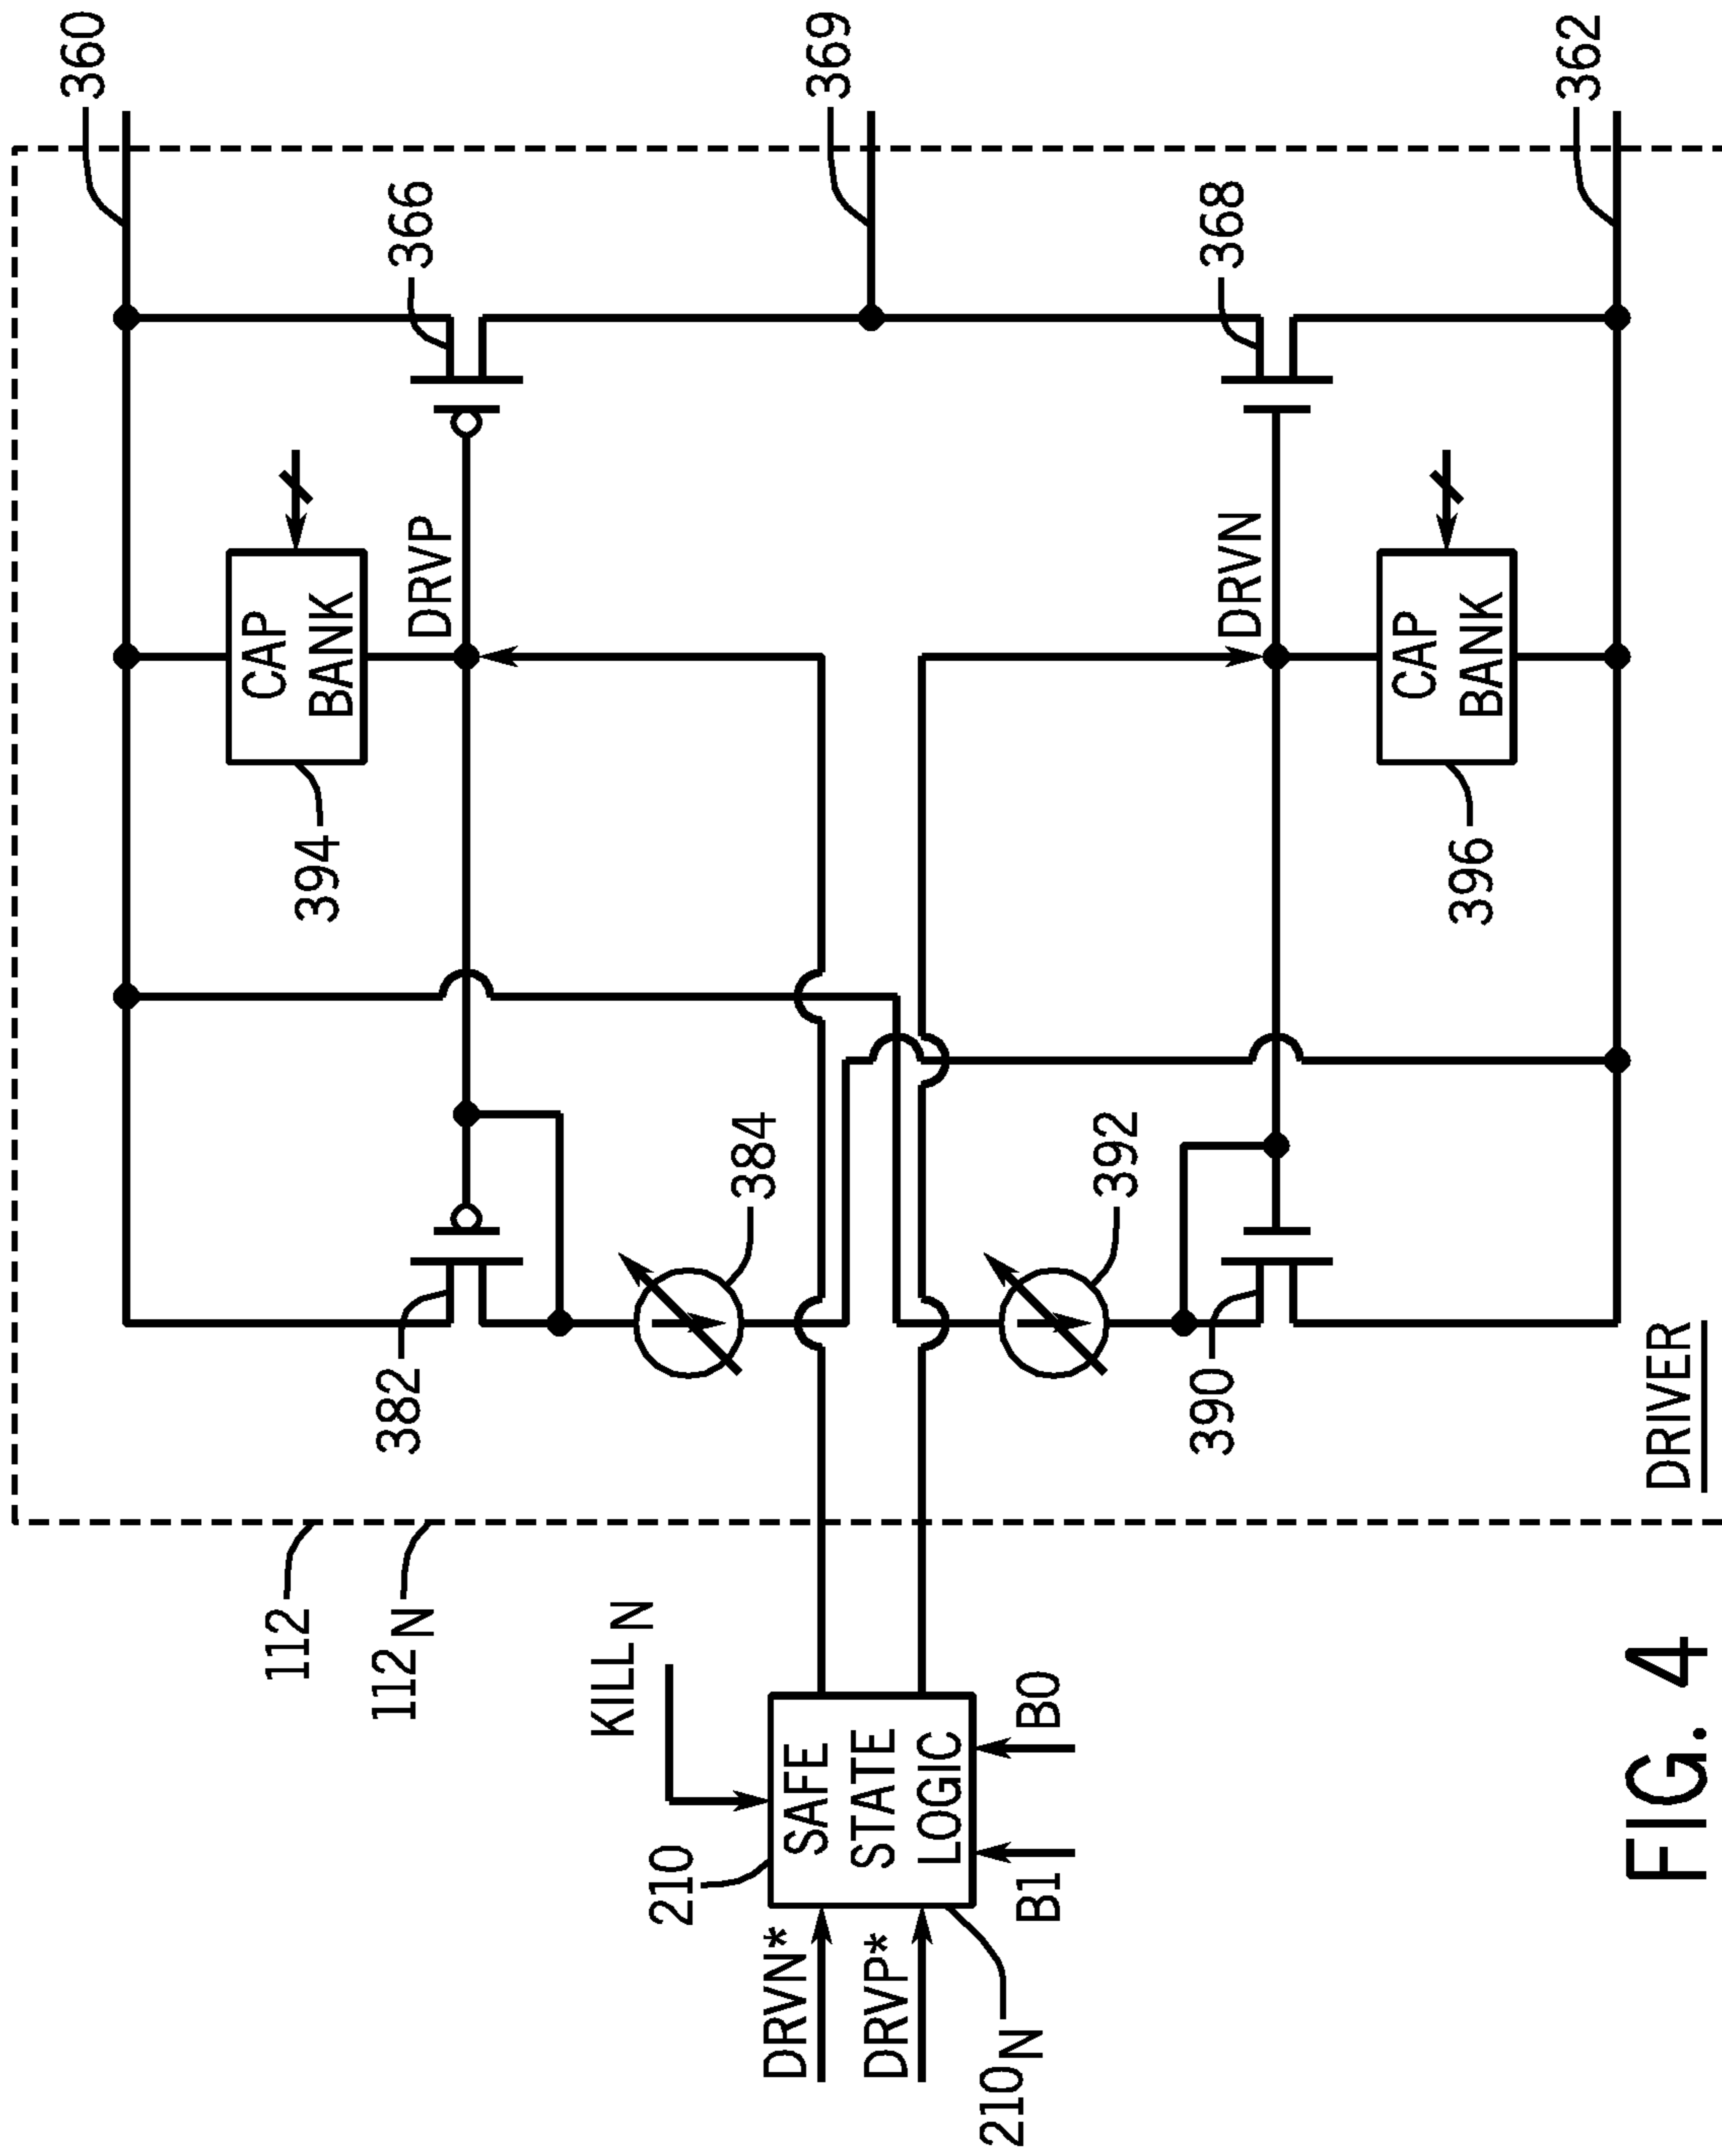 360
369
362
366
368
CAP
BANK
394
DRVP
DRVN
CAP
BANK
396
382
384
392
390
DRIVER
112
112N
KILLN
SAFE
STATE
LOGIC
210
DRVN*
DRVP*
210N
B1
B0
FIG. 4